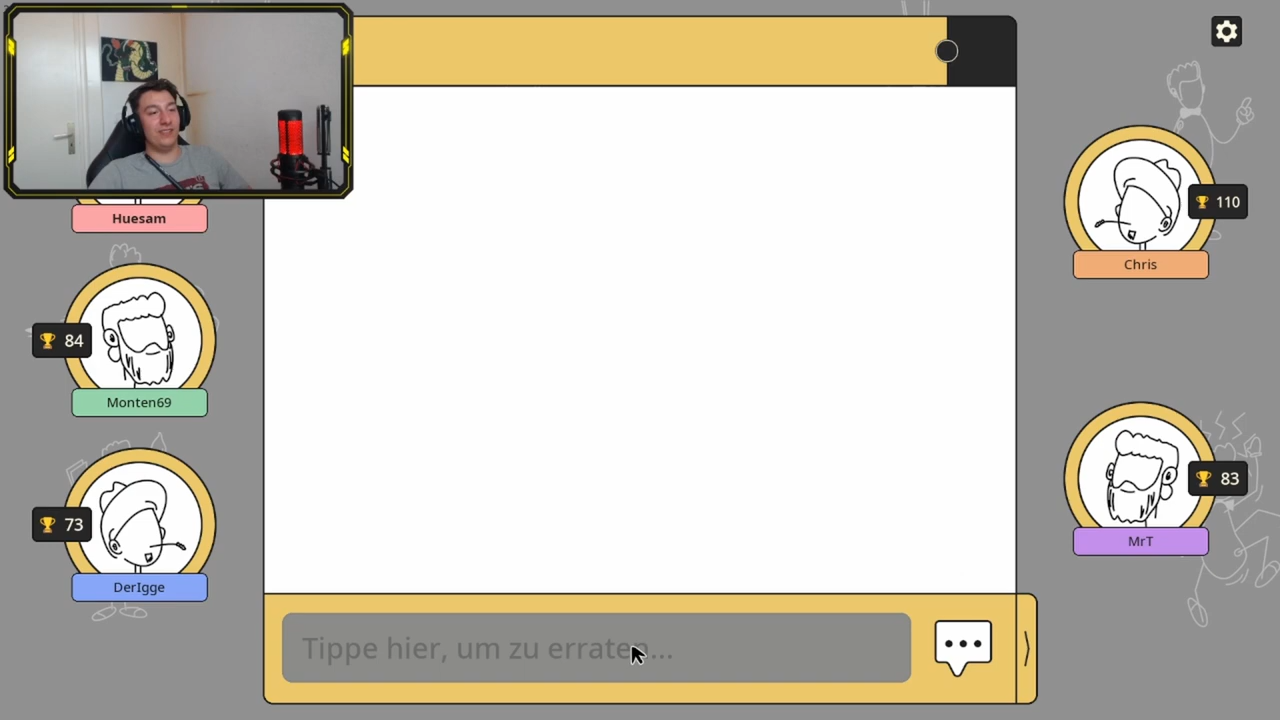 Huesam
110
Chris
84
Monten69
83
MrT
73
DerIgge
Tippe hier, um zu erraten...